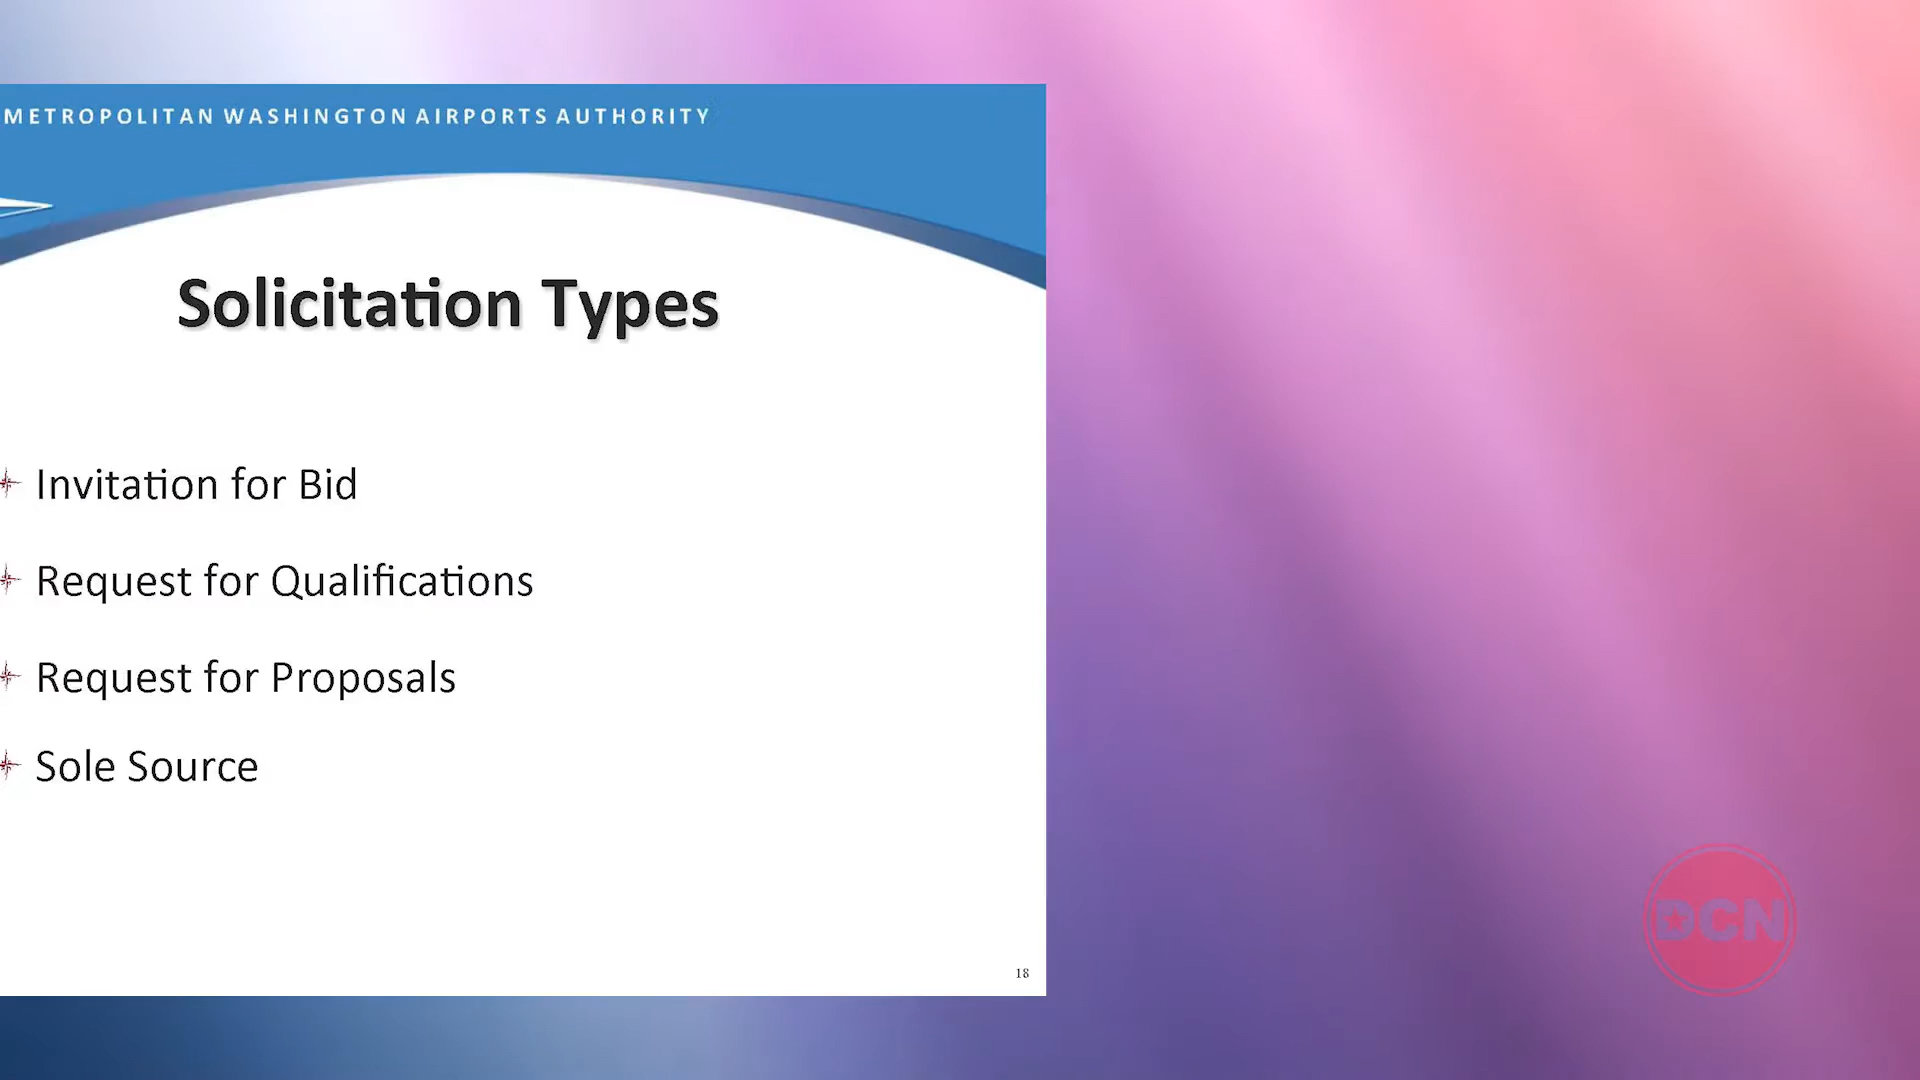 METROPOLITAN WASHINGTON AIRPORTS AUTHORITY
Solicitation Types
Invitation for Bid
Request for Qualifications
Request for Proposals
Sole Source
18
DCN